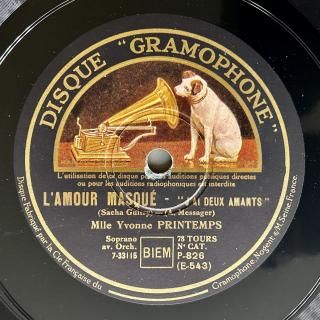 DISQUE "GRAMOPHONE"
L'utilisation de ce disque pour les auditions publiques directes
ou pour les auditions radiophoniques est interdite
L'AMOUR MASQUÉ - "J'AI DEUX AMANTS"
(Sacha Guitry - A. Messager)
Mlle Yvonne PRINTEMPS
Soprano
av. Orch.
7-33115
BIEM
78 TOURS
N° CAT.
P-826
(E-543)
Disque Fabriqué par la Cie Française du Gramophone, Nogent s/M, Seine, France.